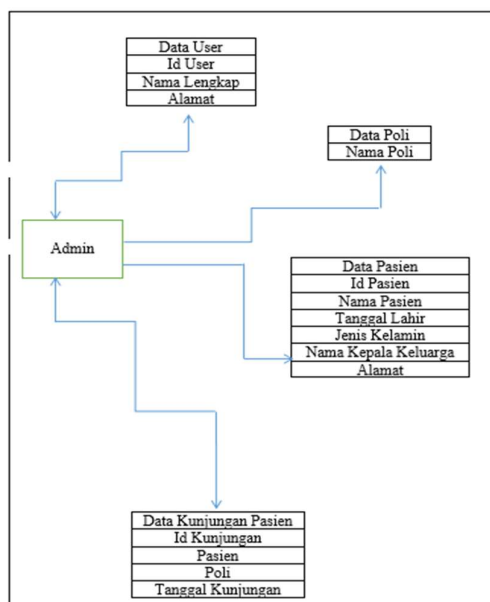 Data User
Id User
Nama Lengkap
Alamat
Data Poli
Nama Poli
Admin
Data Pasien
Id Pasien
Nama Pasien
Tanggal Lahir
Jenis Kelamin
Nama Kepala Keluarga
Alamat
Data Kunjungan Pasien
Id Kunjungan
Pasien
Poli
Tanggal Kunjungan